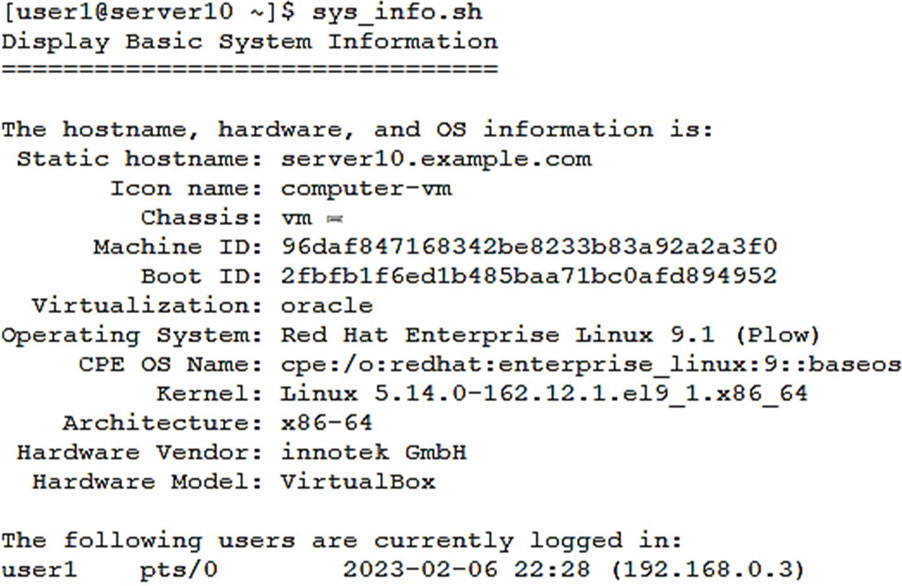 [user1@server10 ~]$ sys_info.sh
Display Basic System Information
================================
The hostname, hardware, and OS information is:
Static hostname: server10.example.com
Icon name: computer-vm
Chassis: vm
Machine ID: 96daf847168342be8233b83a92a2a3f0
Boot ID: 2fbfb1f6ed1b485baa71bc0afd894952
Virtualization: oracle
Operating System: Red Hat Enterprise Linux 9.1 (Plow)
CPE OS Name: cpe:/o:redhat:enterprise_linux:9::baseos
Kernel: Linux 5.14.0-162.12.1.el9_1.x86_64
Architecture: x86-64
Hardware Vendor: innotek GmbH
Hardware Model: VirtualBox
The following users are currently logged in:
user1 pts/0 2023-02-06 22:28 (192.168.0.3)